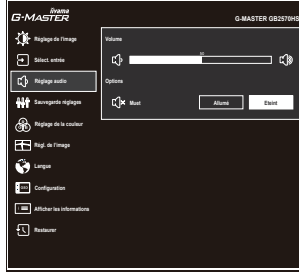 iiyama
G-MASTER
G-MASTER GB2570HS
Réglage de l'image
Sélect. entrée
Réglage audio
Sauvegarde réglages
Réglage de la couleur
Régl. de l'image
Langue
Configuration
Afficher les informations
Restaurer
Volume
50
Options
Muet
Allumé
Eteint